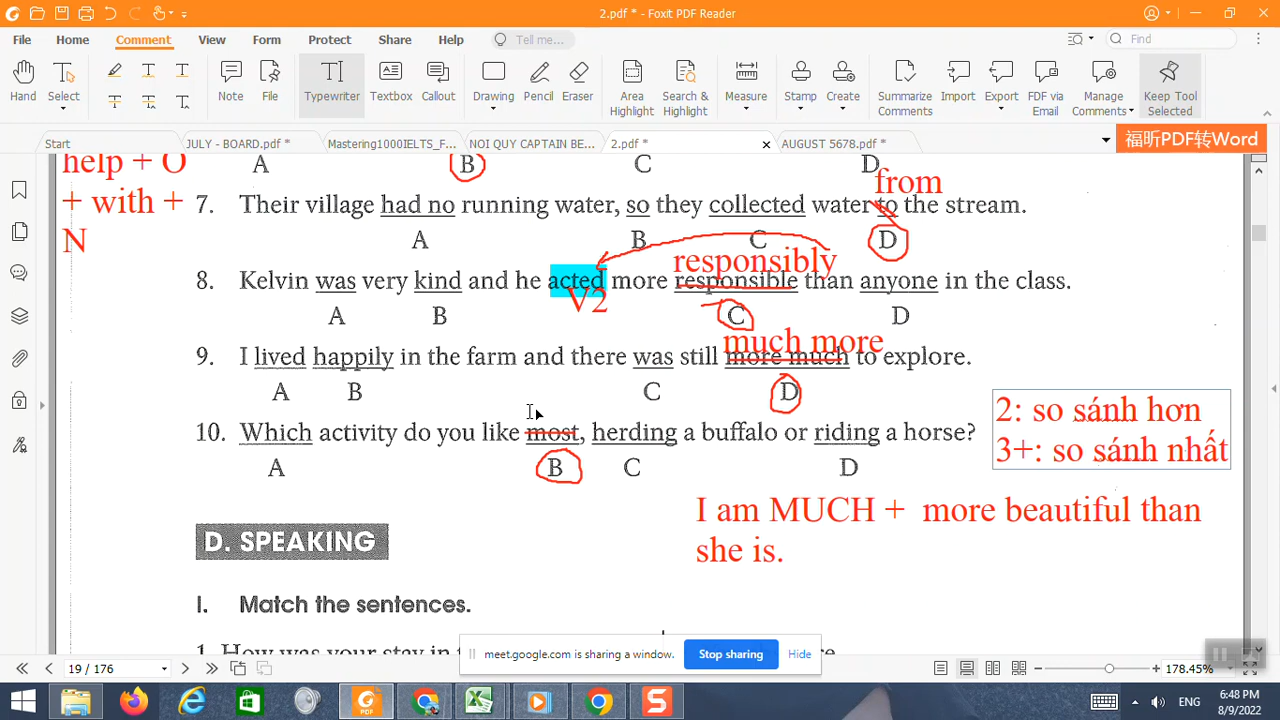 2.pdf * - Foxit PDF Reader
File Home Comment View Form Protect Share Help Tell me... Find
Hand Select Note File Typewriter Textbox Callout Drawing Pencil Eraser Area Highlight Search & Highlight Measure Stamp Create Summarize Comments Import Export PDF via Email Manage Comments Keep Tool Selected
Start JULY - BOARD.pdf * Mastering1000IELTS_F... NOI QUY CAPTAIN BE... 2.pdf * AUGUST 5678.pdf * 福昕PDF转Word
help + O
+ with +
N
A B C D
from
7. Their village had no running water, so they collected water to the stream.
A B C D
responsibly
8. Kelvin was very kind and he acted more responsible than anyone in the class.
V2
A B C D
much more
9. I lived happily in the farm and there was still more much to explore.
A B C D
2: so sánh hơn
3+: so sánh nhất
10. Which activity do you like most, herding a buffalo or riding a horse?
A B C D
I am MUCH + more beautiful than
she is.
D. SPEAKING
I. Match the sentences.
1. How was your stay in
meet.google.com is sharing a window. Stop sharing Hide
19 / 176 178.45%
ENG 6:48 PM
8/9/2022